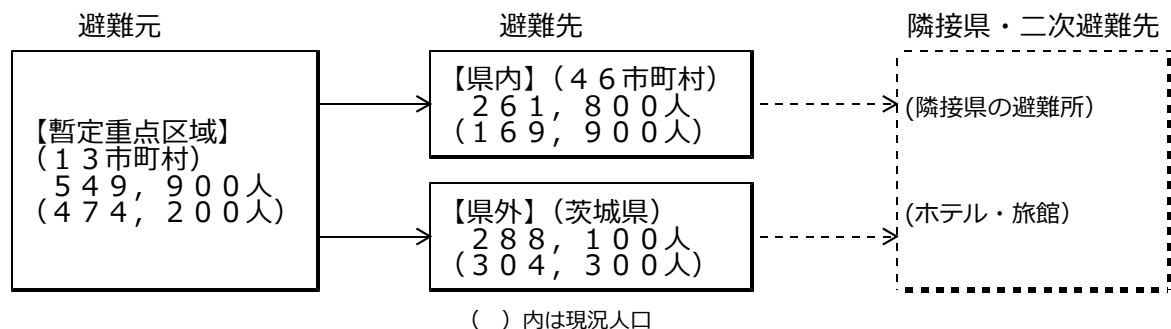 避難元
避難先
隣接県・二次避難先
【暫定重点区域】
(13市町村)
549,900人
(474,200人)
【県内】(46市町村)
261,800人
(169,900人)
【県外】(茨城県)
288,100人
(304,300人)
(隣接県の避難所)
(ホテル・旅館)
( )内は現況人口